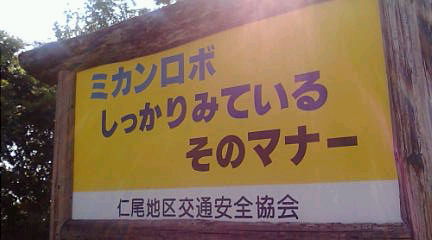 ミカンロボ
しっかりみている
そのマナー
仁尾地区交通安全協会